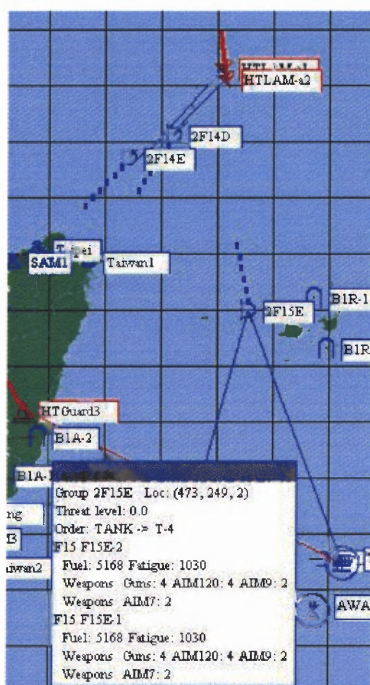 HTLAM-a2
2F14D
2F14E
Taipei
SAM1
Taiwan1
B1R-1
2F15E
B1R
HTGuard3
B1A-2
B1A-
ng
iwan2
AWA
Group 2F15E Loc: (473, 249, 2)
Threat level: 0.0
Order: TANK -> T-4
F15 F15E-2
Fuel: 5168 Fatigue: 1030
Weapons Guns: 4 AIM120: 4 AIM9: 2
Weapons AIM7: 2
F15 F15E-1
Fuel: 5168 Fatigue: 1030
Weapons Guns: 4 AIM120: 4 AIM9: 2
Weapons AIM7: 2